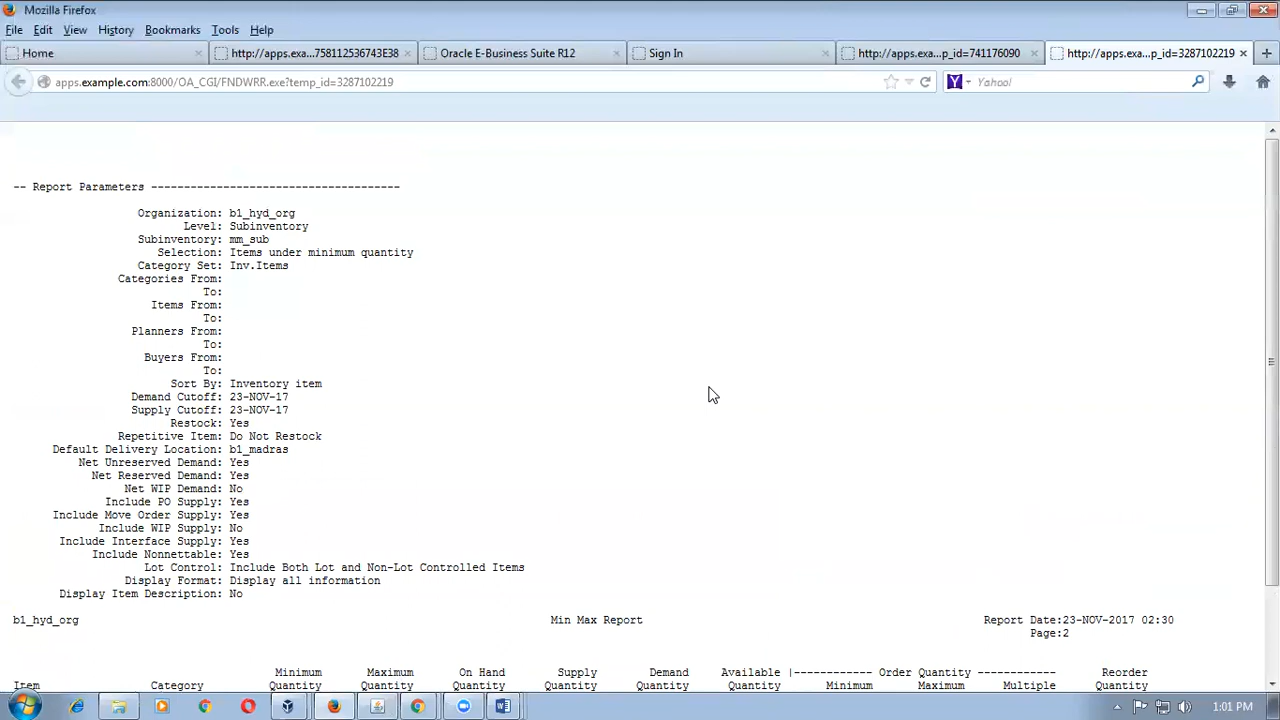 Mozilla Firefox
File Edit View History Bookmarks Tools Help
Home http://apps.exa...758112536743E38 Oracle E-Business Suite R12 Sign In http://apps.exa...p_id=741176090 http://apps.exa...p_id=3287102219
apps.example.com:8000/OA_CGI/FNDWRR.exe?temp_id=3287102219 Yahoo!
-- Report Parameters --------------------------------------
Organization: b1_hyd_org
Level: Subinventory
Subinventory: mm_sub
Selection: Items under minimum quantity
Category Set: Inv.Items
Categories From:
To:
Items From:
To:
Planners From:
To:
Buyers From:
To:
Sort By: Inventory item
Demand Cutoff: 23-NOV-17
Supply Cutoff: 23-NOV-17
Restock: Yes
Repetitive Item: Do Not Restock
Default Delivery Location: b1_madras
Net Unreserved Demand: Yes
Net Reserved Demand: Yes
Net WIP Demand: No
Include PO Supply: Yes
Include Move Order Supply: Yes
Include WIP Supply: No
Include Interface Supply: Yes
Include Nonnettable: Yes
Lot Control: Include Both Lot and Non-Lot Controlled Items
Display Format: Display all information
Display Item Description: No
b1_hyd_org Min Max Report Report Date:23-NOV-2017 02:30
Page:2
Minimum Maximum On Hand Supply Demand Available |------------ Order Quantity ------------ Reorder
Item Category Quantity Quantity Quantity Quantity Quantity Quantity Minimum Maximum Multiple Quantity
1:01 PM